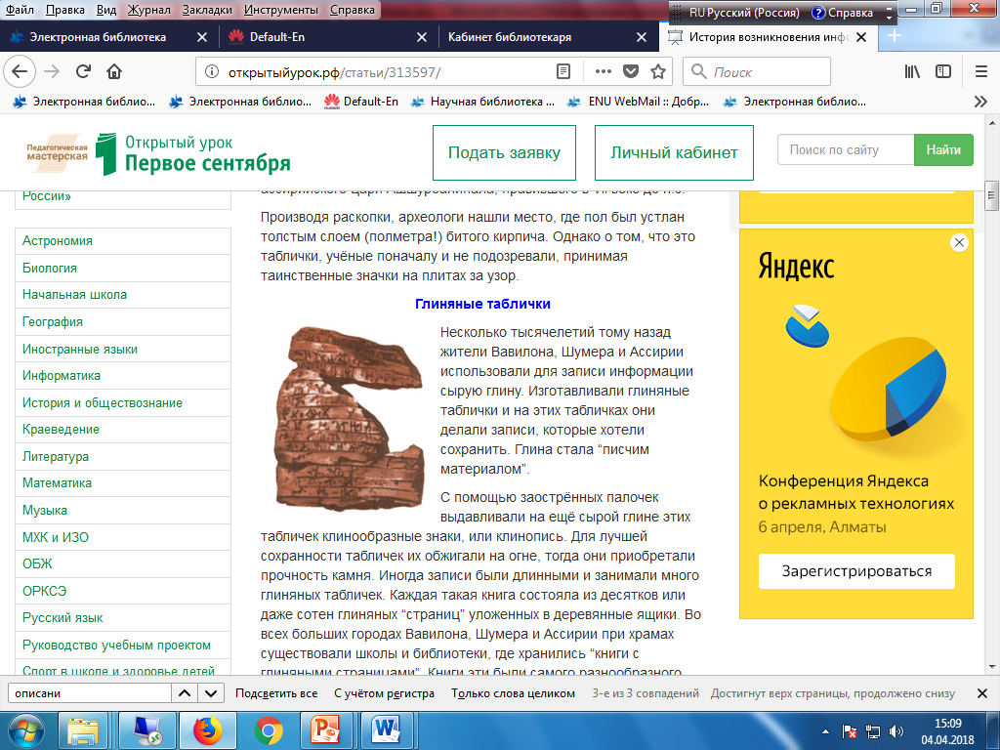 Файл Правка Вид Журнал Закладки Инструменты Справка
RU Русский (Россия) ? Справка
Электронная библиотека
Default-En
Кабинет библиотекаря
История возникновения инфо
открытыйурок.рф/статьи/313597/
Поиск
Электронная библио...
Электронная библио...
Default-En
Научная библиотека ...
ENU WebMail :: Добр...
Электронная библио...
Педагогическая
мастерская
Открытый урок
Первое сентября
Подать заявку
Личный кабинет
Поиск по сайту
Найти
России»
Астрономия
Биология
Начальная школа
География
Иностранные языки
Информатика
История и обществознание
Краеведение
Литература
Математика
Музыка
МХК и ИЗО
ОБЖ
ОРКСЭ
Русский язык
Руководство учебным проектом
Спорт в школе и здоровье детей
ассирийского царя Ашшурбанипала, правившего в VII веке до н.э.
Производя раскопки, археологи нашли место, где пол был устлан
толстым слоем (полметра!) битого кирпича. Однако о том, что это
таблички, учёные поначалу и не подозревали, принимая
таинственные значки на плитах за узор.
Глиняные таблички
Несколько тысячелетий тому назад
жители Вавилона, Шумера и Ассирии
использовали для записи информации
сырую глину. Изготавливали глиняные
таблички и на этих табличках они
делали записи, которые хотели
сохранить. Глина стала “писчим
материалом”.
С помощью заострённых палочек
выдавливали на ещё сырой глине этих
табличек клинообразные знаки, или клинопись. Для лучшей
сохранности табличек их обжигали на огне, тогда они приобретали
прочность камня. Иногда записи были длинными и занимали много
глиняных табличек. Каждая такая книга состояла из десятков или
даже сотен глиняных “страниц” уложенных в деревянные ящики. Во
всех больших городах Вавилона, Шумера и Ассирии при храмах
существовали школы и библиотеки, где хранились “книги с
глиняными страницами”. Книги эти были самого разнообразного
Яндекс
Конференция Яндекса
о рекламных технологиях
6 апреля, Алматы
Зарегистрироваться
описани
Подсветить все
С учётом регистра
Только слова целиком
3-е из 3 совпадений
Достигнут верх страницы, продолжено снизу
15:09
04.04.2018